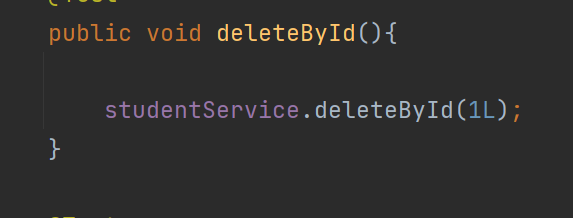 public void deleteById(){
studentService.deleteById(1L);
}